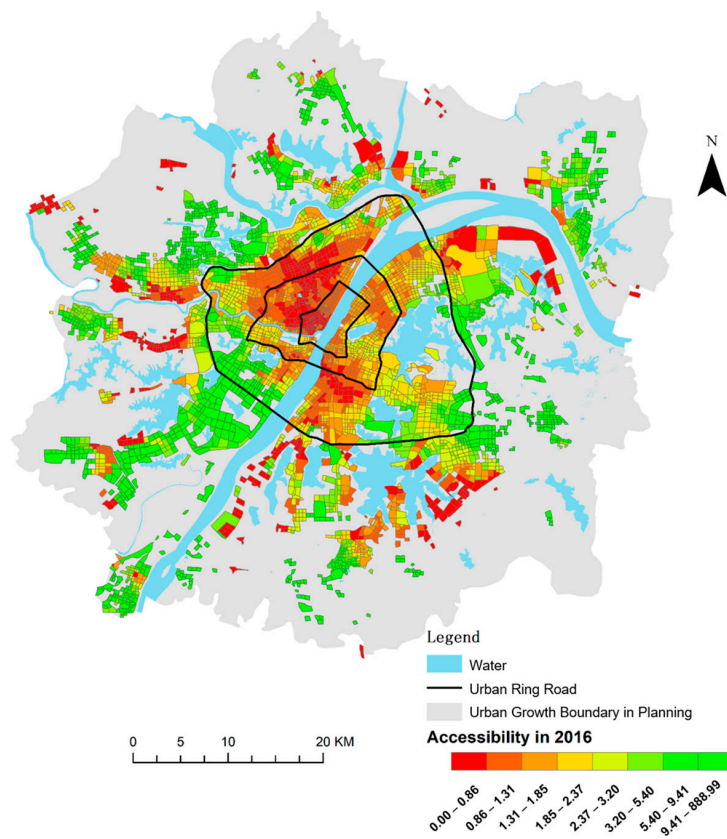 N
Legend
Water
Urban Ring Road
Urban Growth Boundary in Planning
Accessibility in 2016
0 5 10 20 KM
0.00 – 0.86
0.86 – 1.31
1.31 – 1.85
1.85 – 2.37
2.37 – 3.20
3.20 – 5.40
5.40 – 9.41
9.41 – 888.99